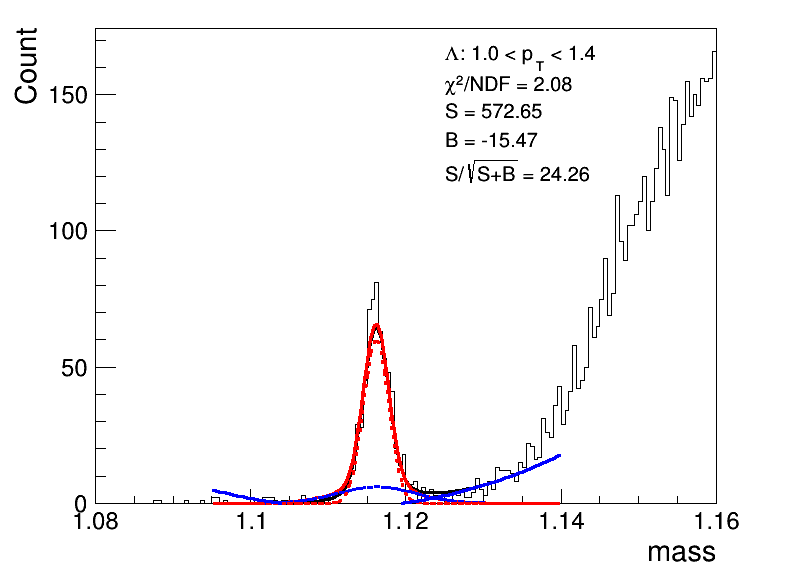 Count
Λ: 1.0 < p_T < 1.4
χ²/NDF = 2.08
S = 572.65
B = -15.47
S/√S+B = 24.26
150
100
50
0
1.08 1.1 1.12 1.14 1.16
mass